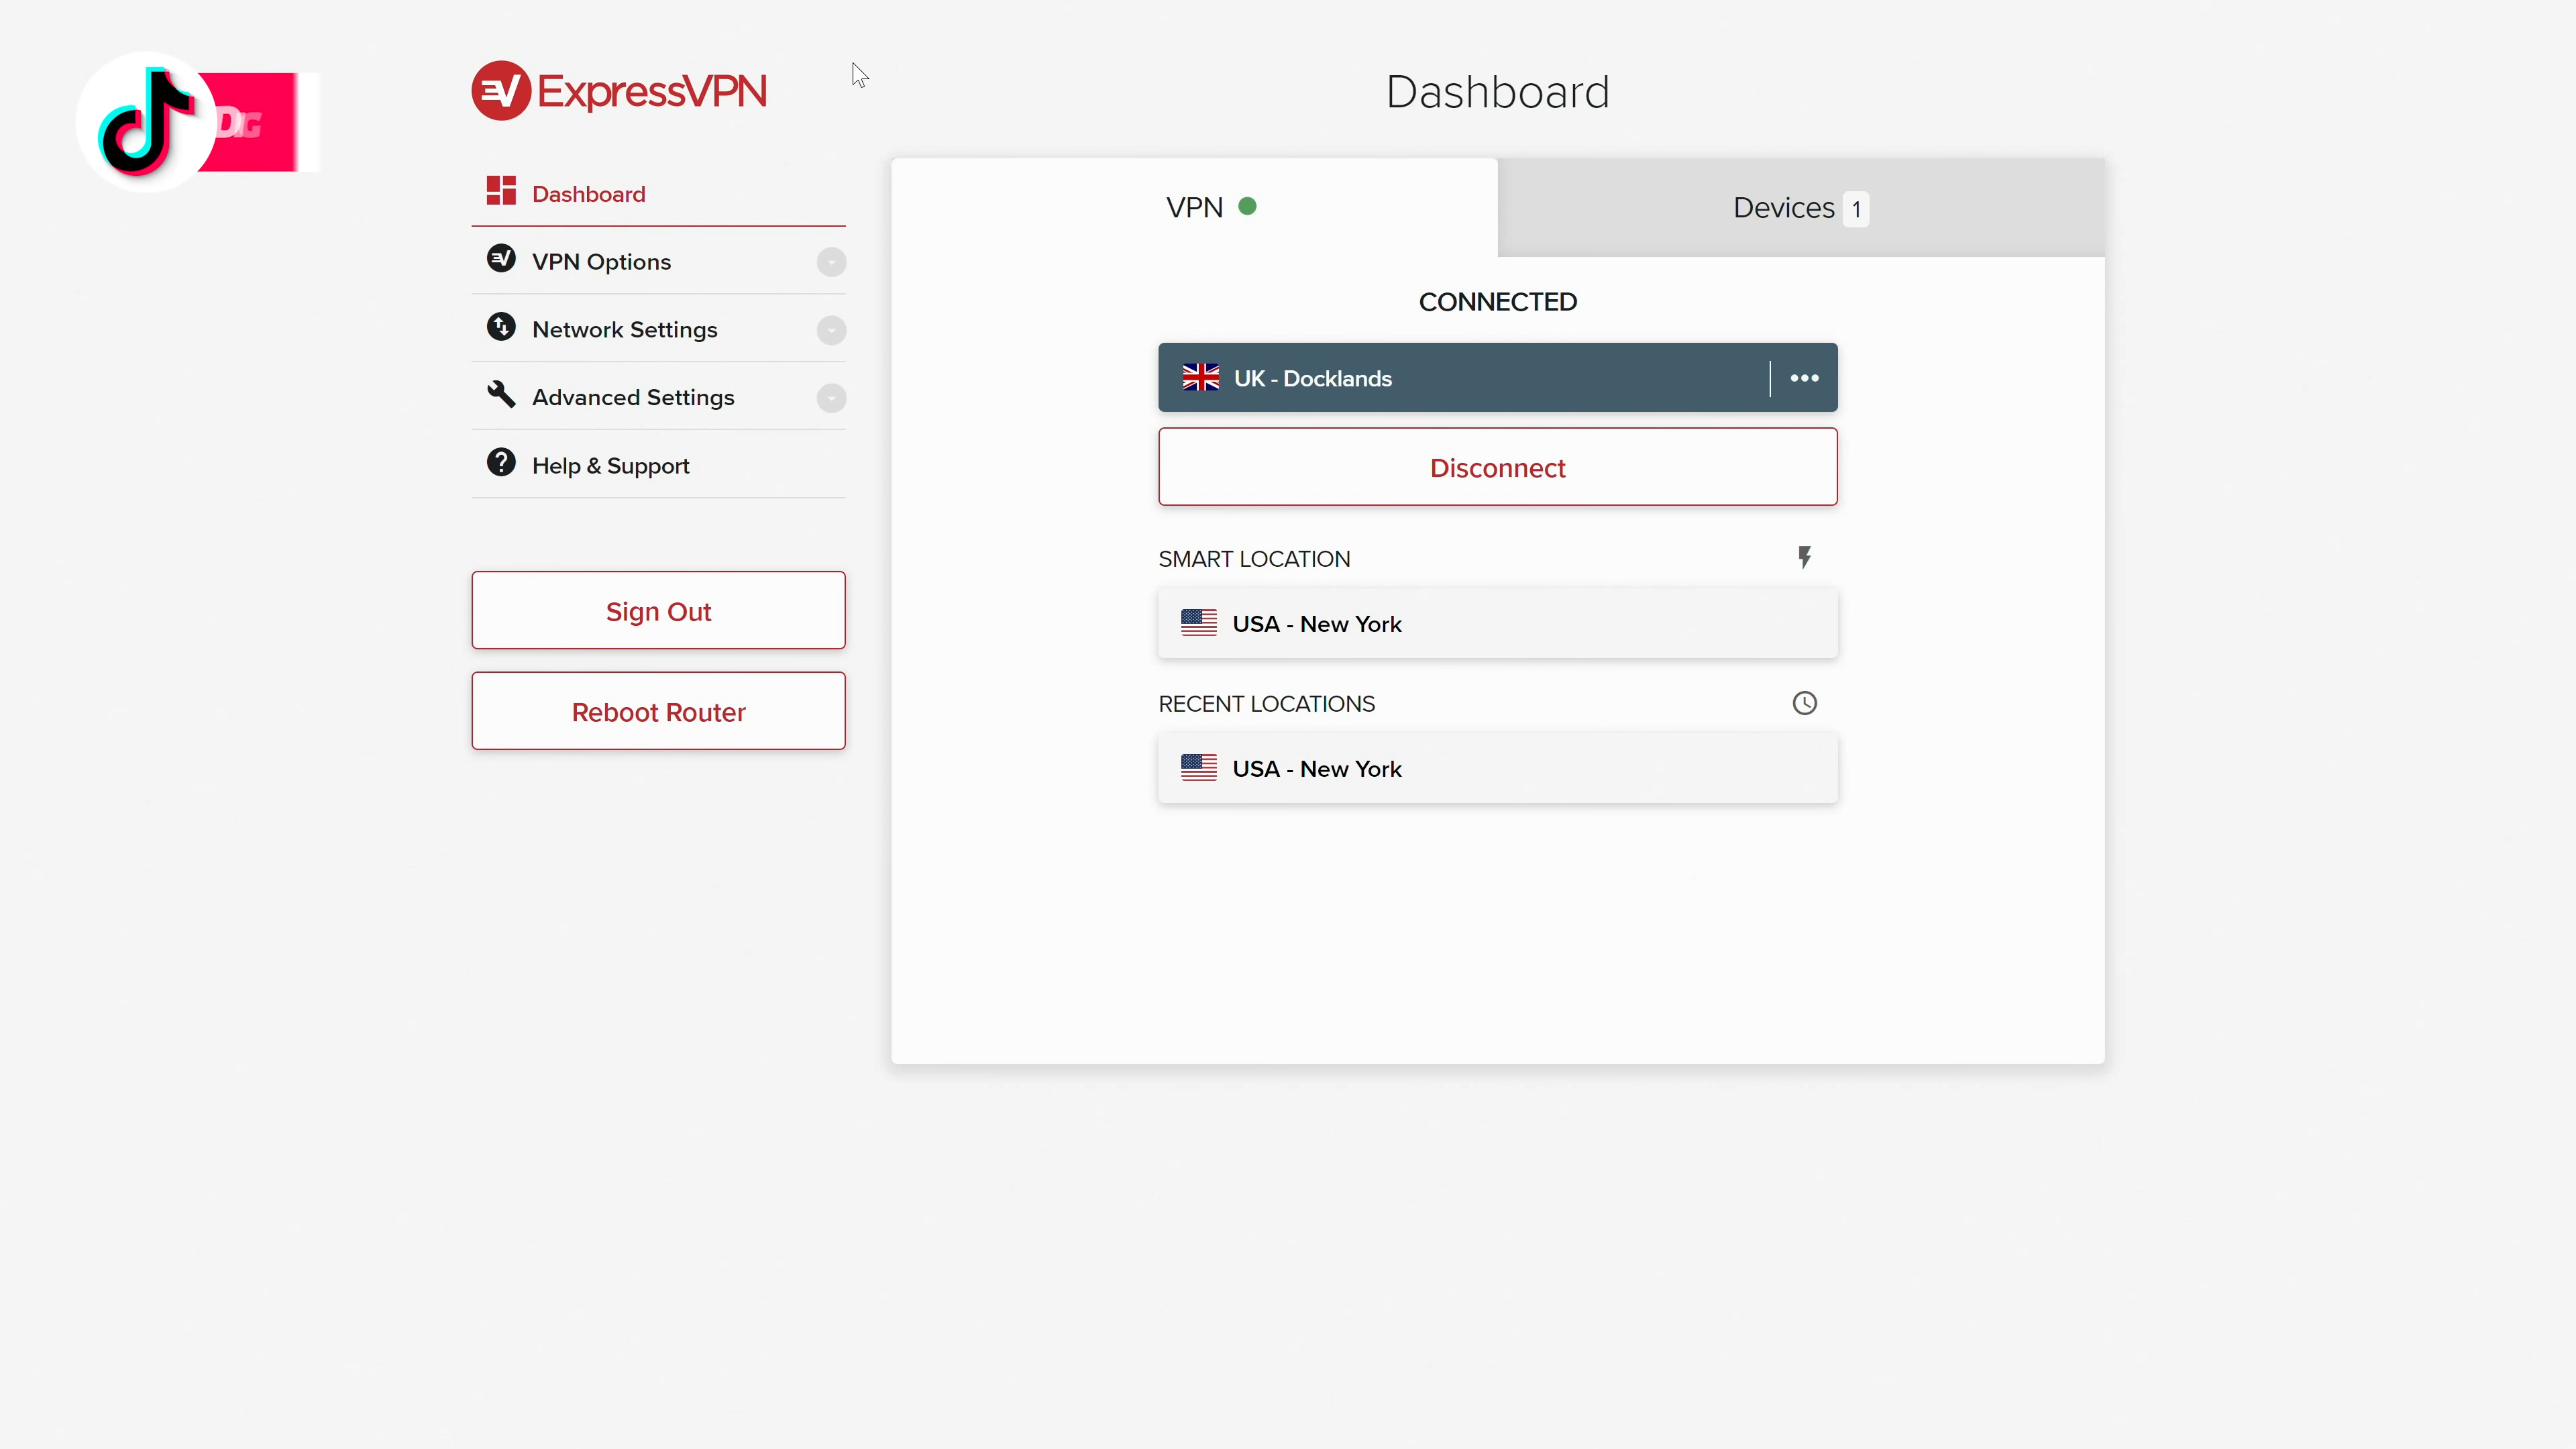 ExpressVPN
Dashboard
Dashboard
VPN Options
Network Settings
Advanced Settings
Help & Support
Sign Out
Reboot Router
VPN
Devices 1
CONNECTED
UK - Docklands
Disconnect
SMART LOCATION
USA - New York
RECENT LOCATIONS
USA - New York